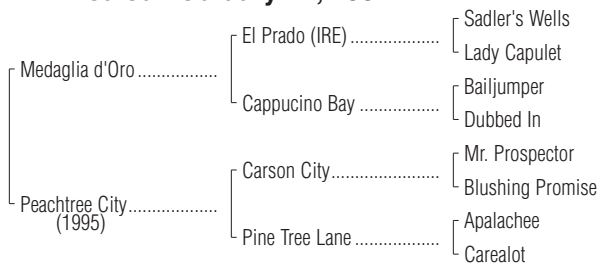 Sadler's Wells
El Prado (IRE)
Lady Capulet
Medaglia d'Oro
Bailjumper
Cappucino Bay
Dubbed In
Mr. Prospector
Carson City
Blushing Promise
Peachtree City
(1995)
Apalachee
Pine Tree Lane
Carealot